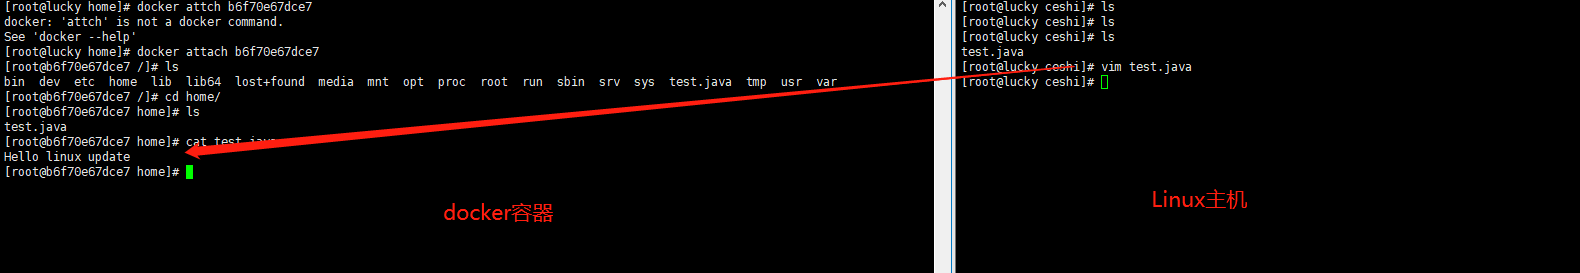 [root@lucky home]# docker attch b6f70e67dce7
docker: 'attch' is not a docker command.
See 'docker --help'
[root@lucky home]# docker attach b6f70e67dce7
[root@b6f70e67dce7 /]# ls
bin  dev  etc  home  lib  lib64  lost+found  media  mnt  opt  proc  root  run  sbin  srv  sys  test.java  tmp  usr  var
[root@b6f70e67dce7 /]# cd home/
[root@b6f70e67dce7 home]# ls
test.java
[root@b6f70e67dce7 home]# cat test.java
Hello linux update
[root@b6f70e67dce7 home]#
docker容器
[root@lucky ceshi]# ls
[root@lucky ceshi]# ls
[root@lucky ceshi]# ls
test.java
[root@lucky ceshi]# vim test.java
[root@lucky ceshi]#
Linux主机